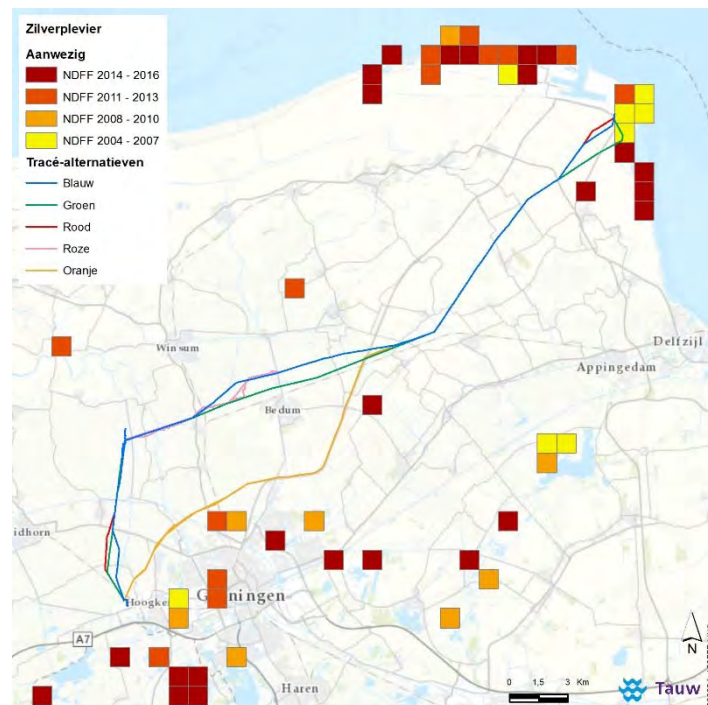 Zilverplevier
Aanwezig
NDFF 2014 - 2016
NDFF 2011 - 2013
NDFF 2008 - 2010
NDFF 2004 - 2007
Tracé-alternatieven
Blauw
Groen
Rood
Roze
Oranje
Winsum
Bedum
Delfzijl
Appingedam
idhorn
Hoogke
G
ningen
A7
Haren
N
0 1,5 3 Km
Tauw